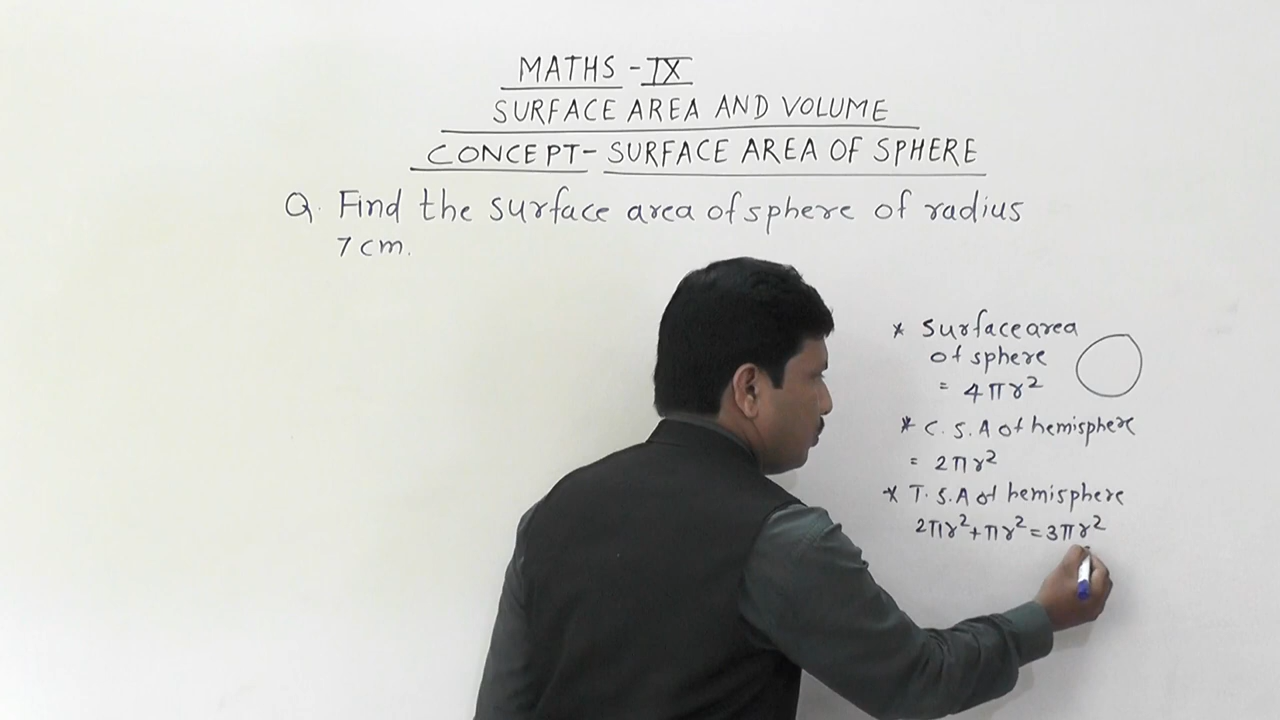 MATHS - IX
SURFACE AREA AND VOLUME
CONCEPT- SURFACE AREA OF SPHERE
Q. Find the surface area of sphere of radius
7 cm.
* Surface area
of sphere
= 4πr²
* C.S.A of hemisphere
= 2πr²
* T.S.A of hemisphere
2πr²+πr²=3πr²